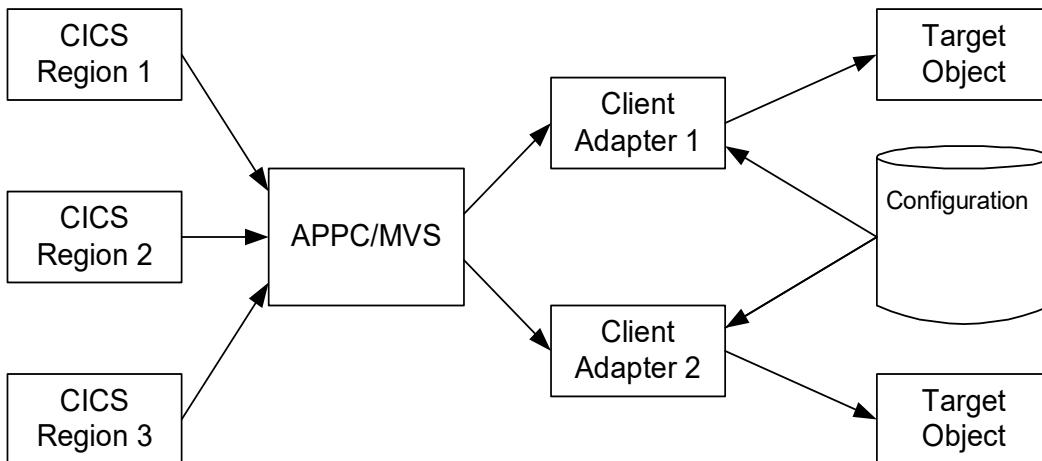 CICS
Region 1
CICS
Region 2
CICS
Region 3
APPC/MVS
Client
Adapter 1
Client
Adapter 2
Target
Object
Configuration
Target
Object